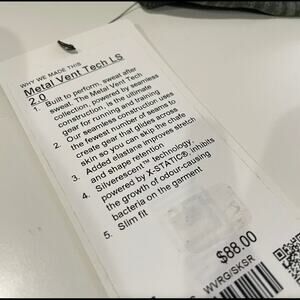 WHY WE MADE THIS
Metal Vent Tech LS
2.0
1. Built to perform, sweat after
sweat. The Metal Vent Tech
collection, powered by seamless
construction, is the ultimate
gear for running and training
2. Our seamless construction uses
the fewest number of seams to
create gear that glides across
skin so you can skip the chafe
3. Added elastane improves stretch
and shape retention
4. Silverescent™ technology,
powered by X-STATIC®, inhibits
the growth of odour-causing
bacteria on the garment
5. Slim fit
$88.00
WVRG/SKSR